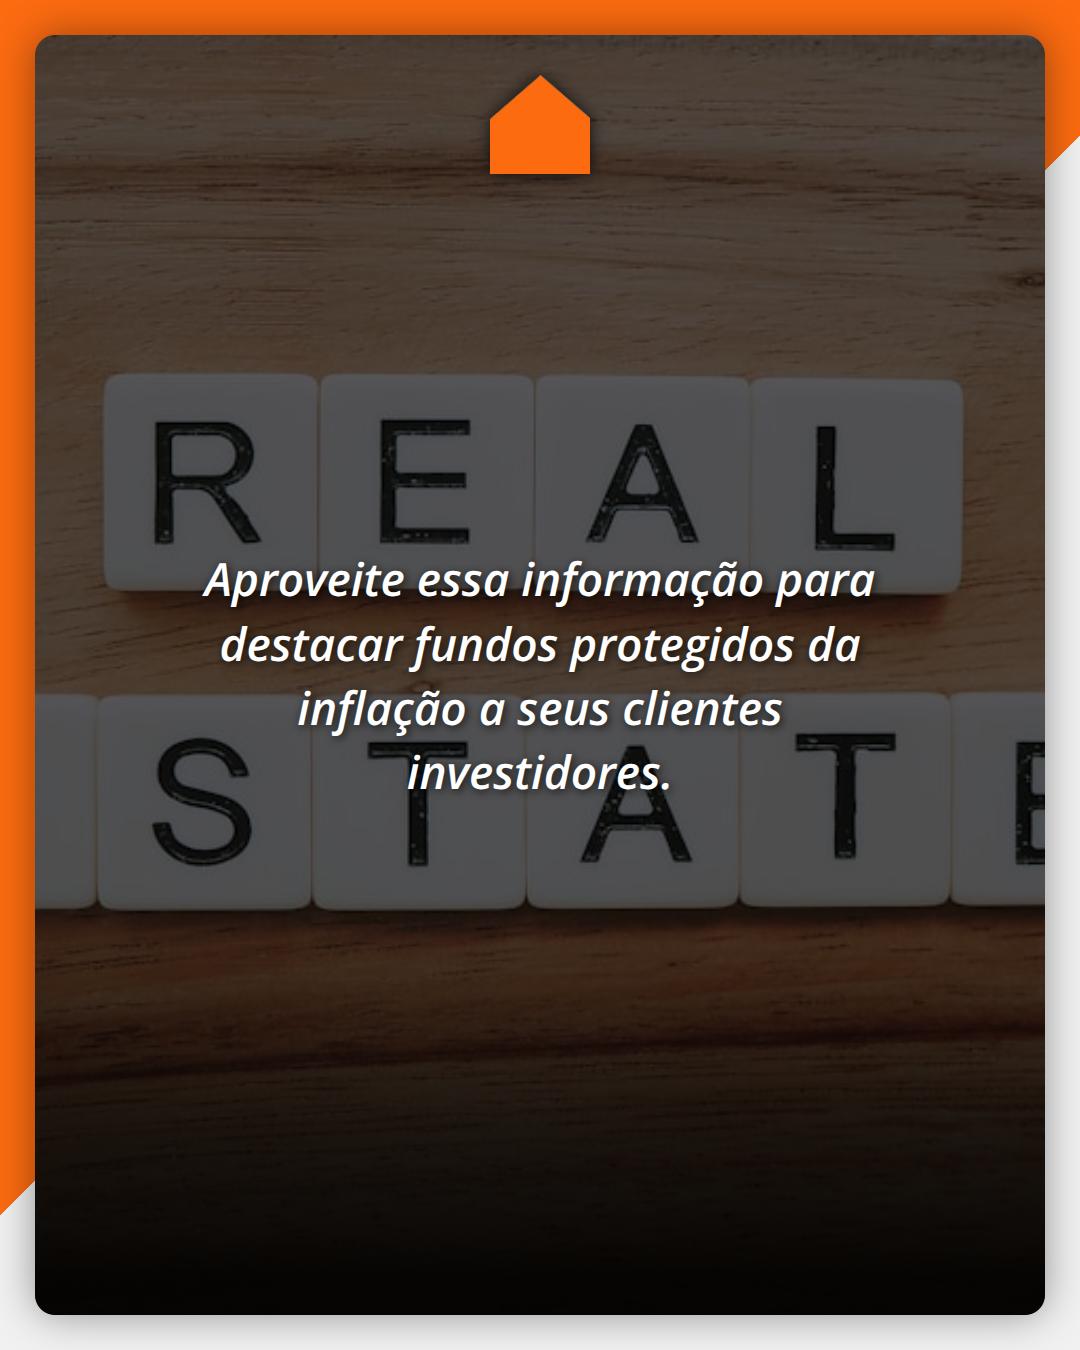 REAL
Aproveite essa informação para
destacar fundos protegidos da
inflação a seus clientes
investidores.
STATE